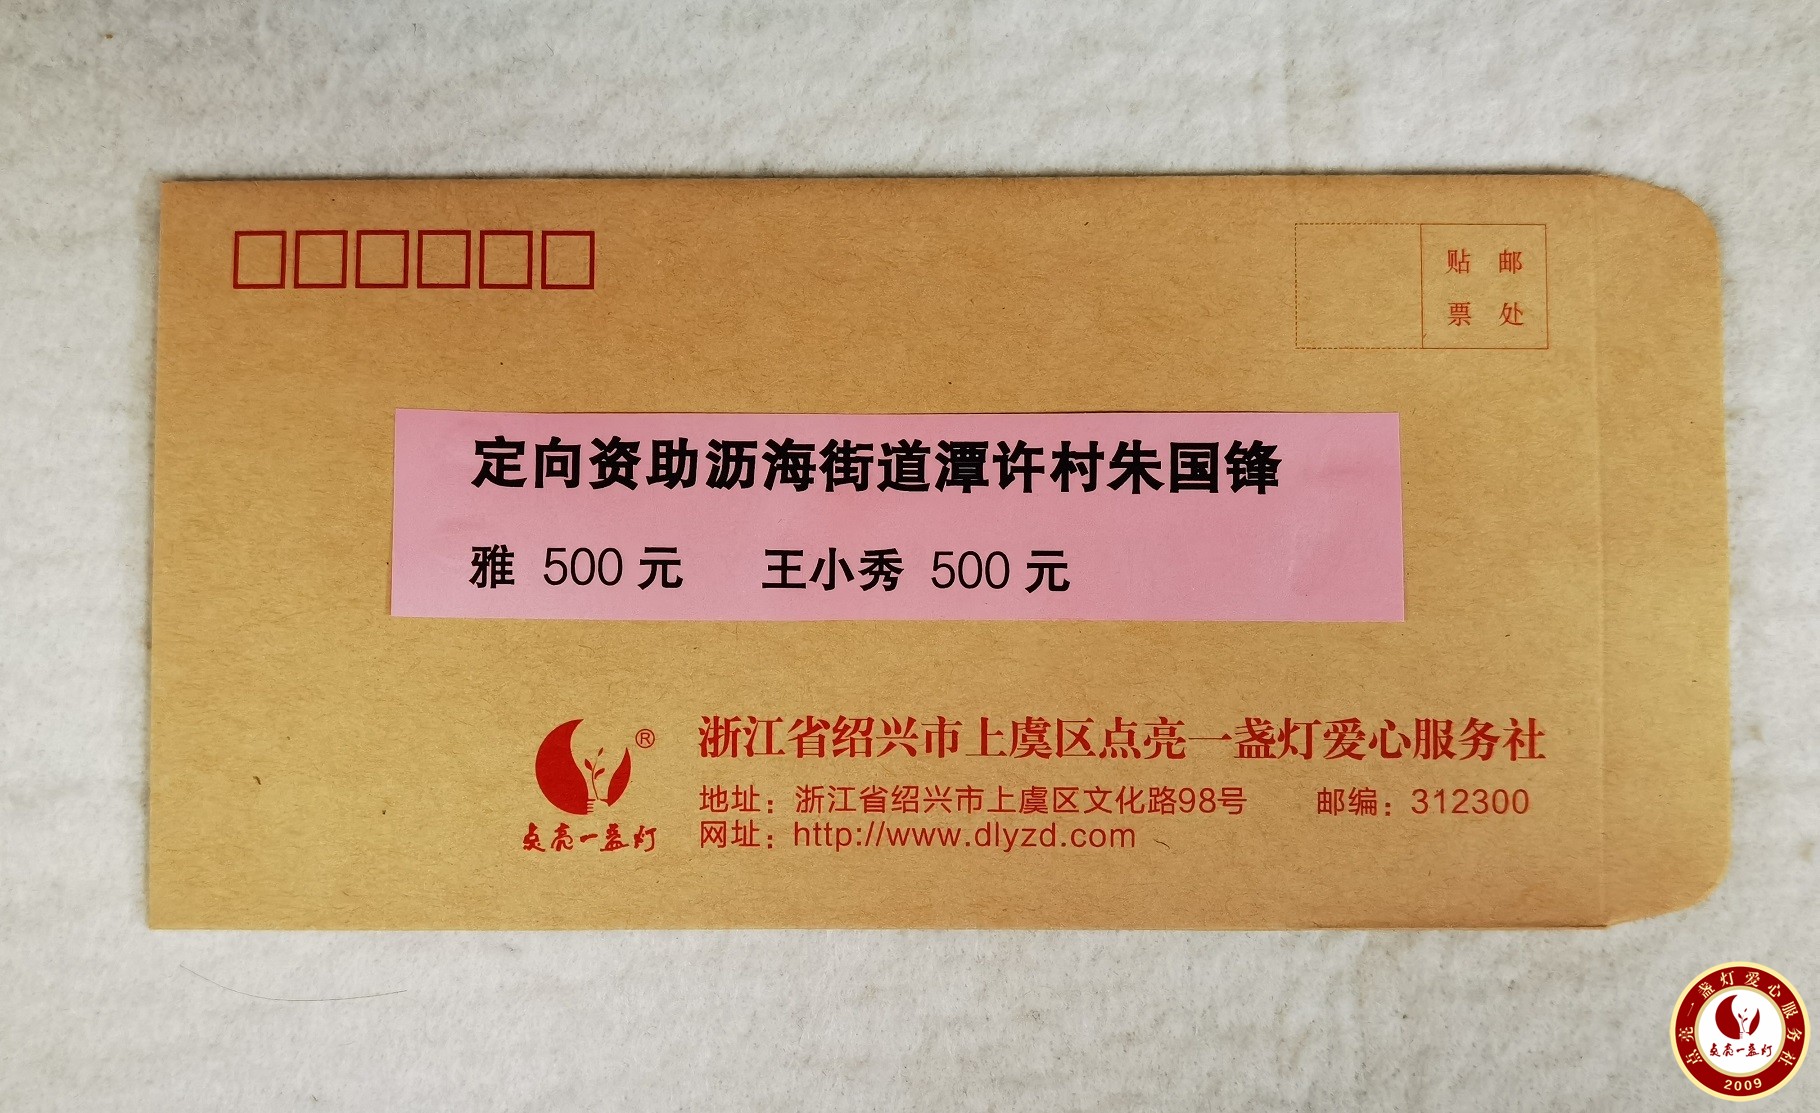 贴 邮
票 处
定向资助沥海街道潭许村朱国锋
雅 500 元 王小秀 500 元
®
点亮一盏灯
浙江省绍兴市上虞区点亮一盏灯爱心服务社
地址：浙江省绍兴市上虞区文化路98号 邮编：312300
网址：http://www.dlyzd.com
点亮一盏灯爱心服务社
点亮一盏灯
2009